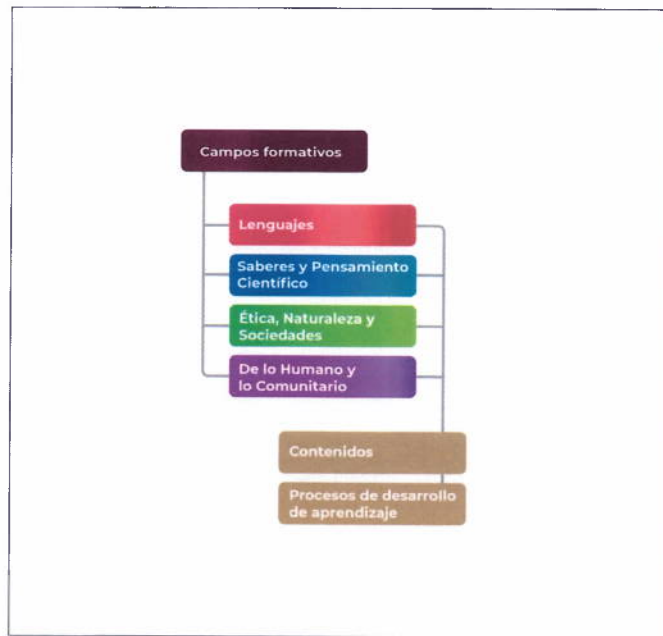 Campos formativos
Lenguajes
Saberes y Pensamiento
Científico
Ética, Naturaleza y
Sociedades
De lo Humano y
lo Comunitario
Contenidos
Procesos de desarrollo
de aprendizaje